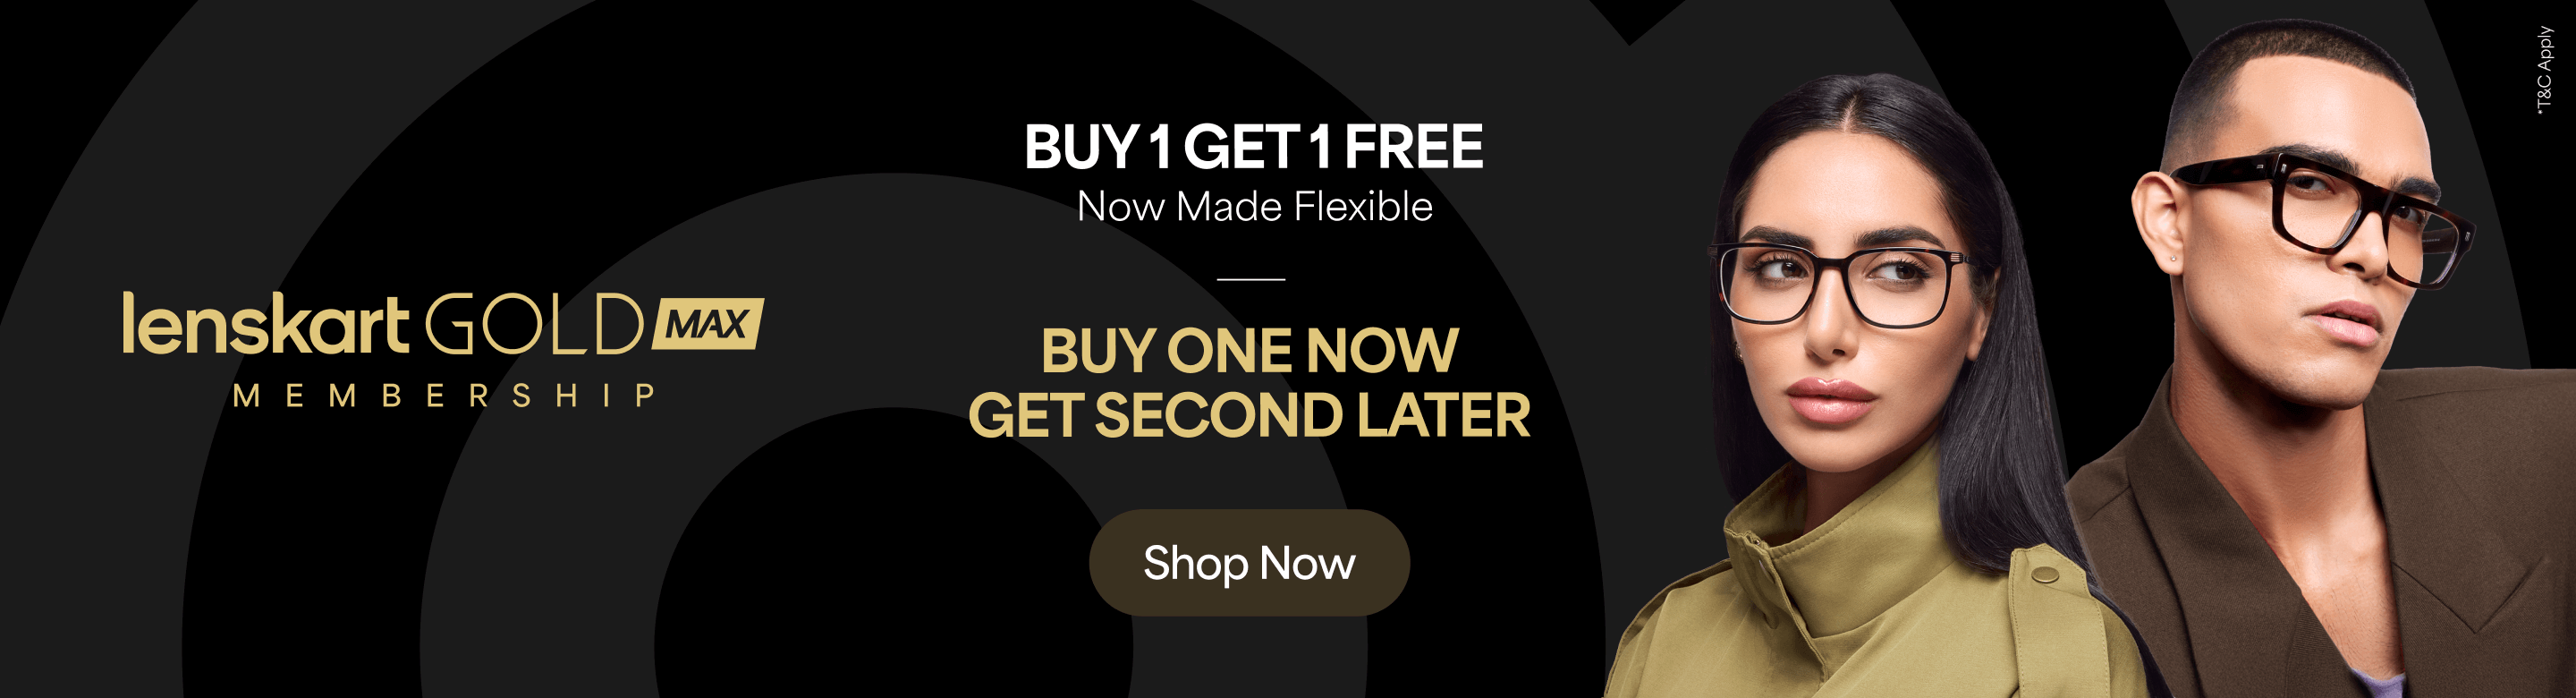 lenskart GOLD MAX
MEMBERSHIP
BUY 1 GET 1 FREE
Now Made Flexible
BUY ONE NOW
GET SECOND LATER
Shop Now
*T&C Apply